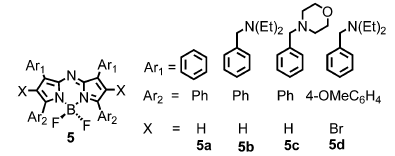 O
N(Et)2 N N(Et)2
Ar1 Ar1 Ar1 =
N
X N N X Ar2 = Ph Ph Ph 4-OMeC6H4
Ar2 B Ar2
F F X = H H H Br
5 5a 5b 5c 5d